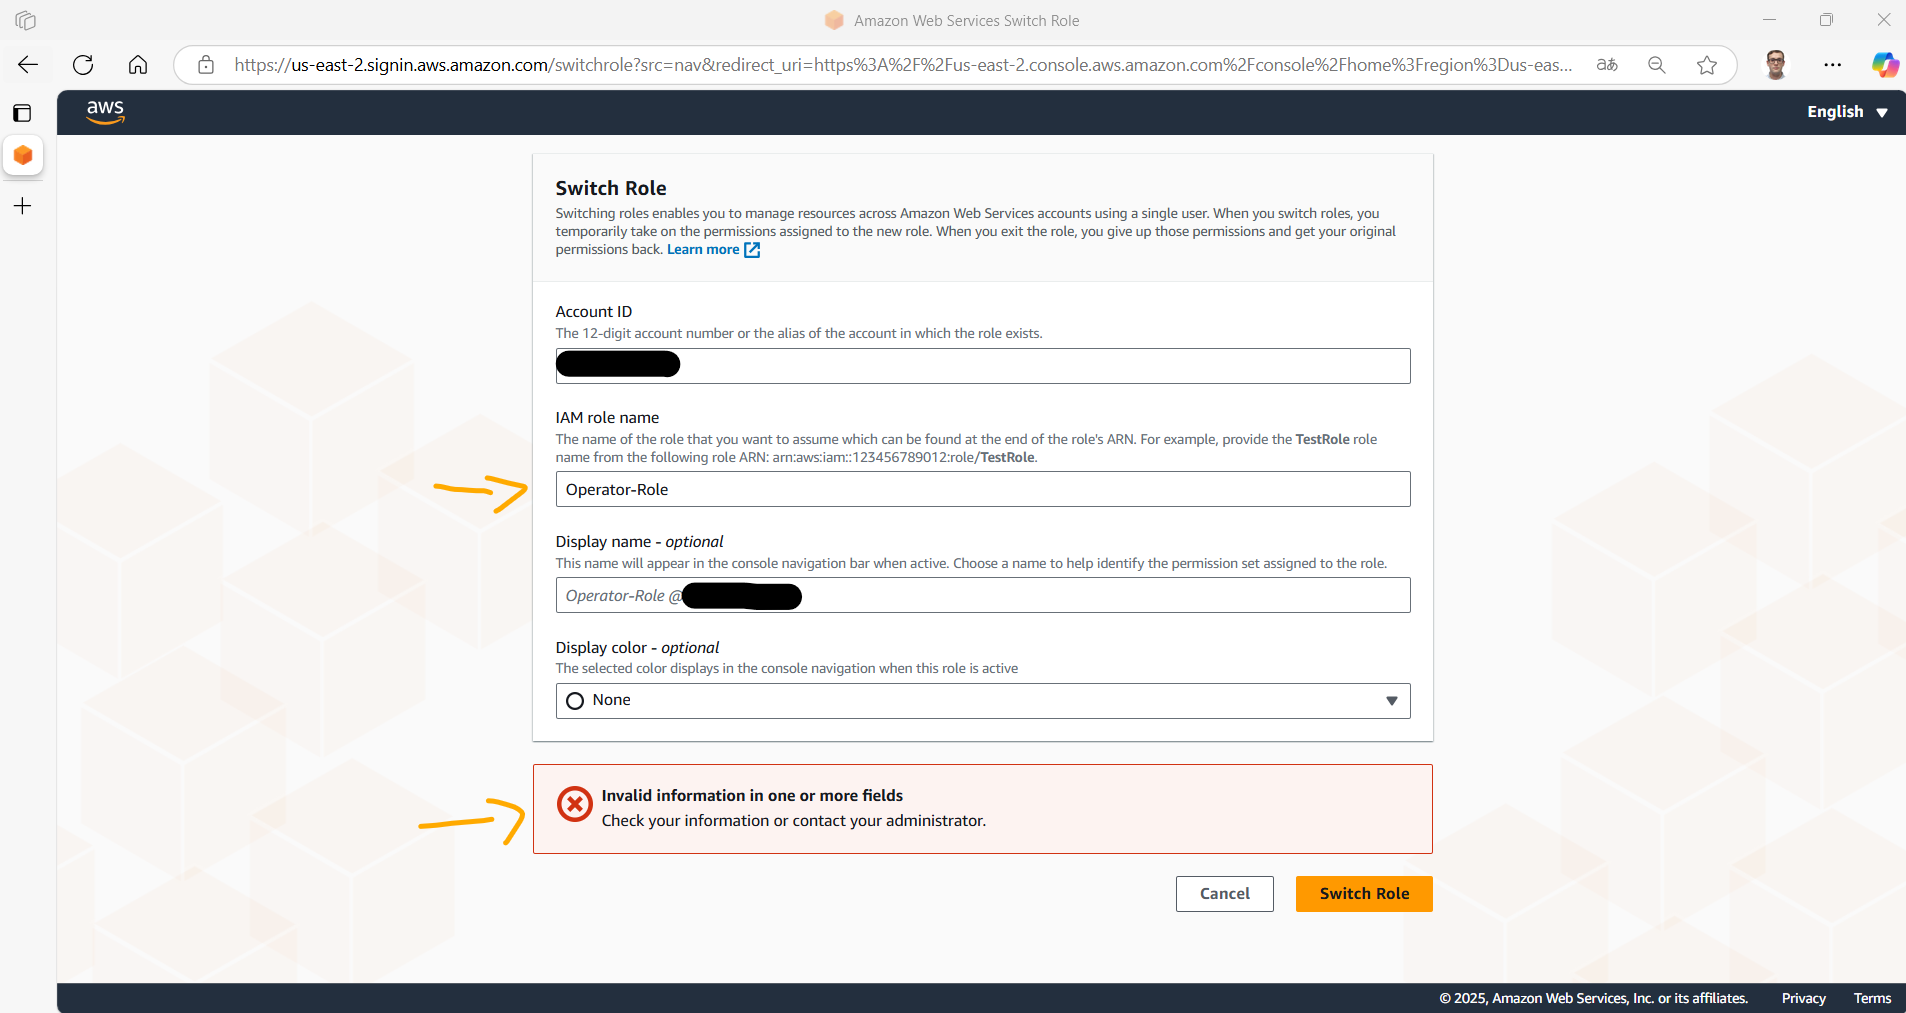 Amazon Web Services Switch Role
https://us-east-2.signin.aws.amazon.com/switchrole?src=nav&redirect_uri=https%3A%2F%2Fus-east-2.console.aws.amazon.com%2Fconsole%2Fhome%3Fregion%3Dus-eas...
aあ
aws
English
Switch Role
Switching roles enables you to manage resources across Amazon Web Services accounts using a single user. When you switch roles, you
temporarily take on the permissions assigned to the new role. When you exit the role, you give up those permissions and get your original
permissions back. Learn more
Account ID
The 12-digit account number or the alias of the account in which the role exists.
IAM role name
The name of the role that you want to assume which can be found at the end of the role's ARN. For example, provide the TestRole role
name from the following role ARN: arn:aws:iam::123456789012:role/TestRole.
Operator-Role
Display name - optional
This name will appear in the console navigation bar when active. Choose a name to help identify the permission set assigned to the role.
Operator-Role @
Display color - optional
The selected color displays in the console navigation when this role is active
None
Invalid information in one or more fields
Check your information or contact your administrator.
Cancel
Switch Role
© 2025, Amazon Web Services, Inc. or its affiliates.
Privacy
Terms